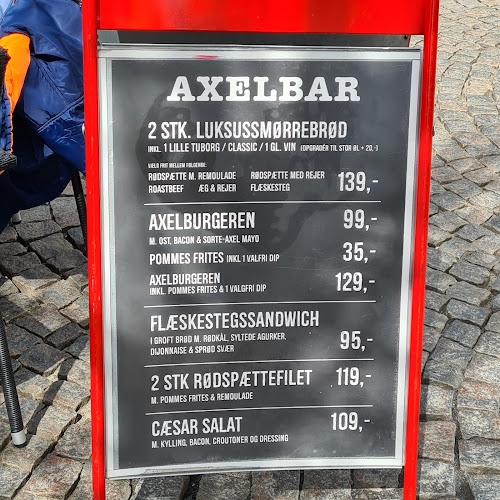 AXELBAR
2 STK. LUKSUSSMØRREBRØD
INKL. 1 LILLE TUBORG / CLASSIC / 1 GL. VIN (OPGRADÉR TIL STOR ØL + 20,-)
VÆLG FRIT MELLEM FØLGENDE:
RØDSPÆTTE M. REMOULADE RØDSPÆTTE MED REJER
ROASTBEEF ÆG & REJER FLÆSKESTEG 139,-
AXELBURGEREN 99,-
M. OST, BACON & SORTE-AXEL MAYO
POMMES FRITES INKL 1 VALFRI DIP 35,-
AXELBURGEREN 129,-
INKL. POMMES FRITES & 1 VALGFRI DIP
FLÆSKESTEGSSANDWICH
I GROFT BRØD M. RØDKÅL, SYLTEDE AGURKER,
DIJONNAISE & SPRØD SVÆR 95,-
2 STK RØDSPÆTTEFILET 119,-
M. POMMES FRITES & REMOULADE
CÆSAR SALAT 109,-
M. KYLLING, BACON, CROUTONER OG DRESSING